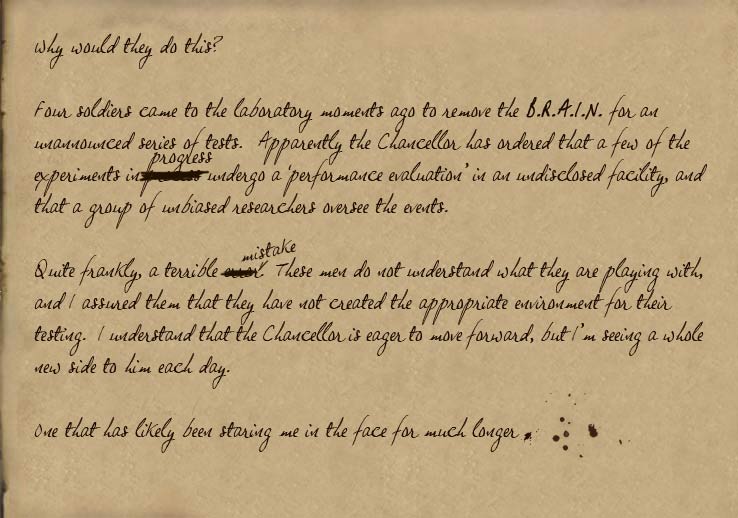 Why would they do this?
Four soldiers came to the laboratory moments ago to remove the B.R.A.I.N. for an
unannounced series of tests. Apparently the Chancellor has ordered that a few of the
progress
experiments in process undergo a 'performance evaluation' in an undisclosed facility, and
that a group of unbiased researchers oversee the events.
mistake
Quite frankly, a terrible error. These men do not understand what they are playing with,
and I assured them that they have not created the appropriate environment for their
testing. I understand that the Chancellor is eager to move forward, but I'm seeing a whole
new side to him each day.
One that has likely been staring me in the face for much longer.